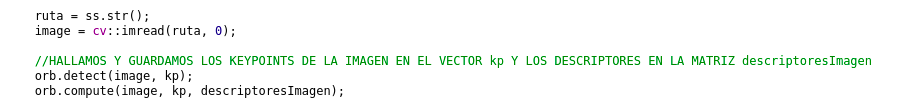 ruta = ss.str();
image = cv::imread(ruta, 0);
//HALLAMOS Y GUARDAMOS LOS KEYPOINTS DE LA IMAGEN EN EL VECTOR kp Y LOS DESCRIPTORES EN LA MATRIZ descriptoresImagen
orb.detect(image, kp);
orb.compute(image, kp, descriptoresImagen);